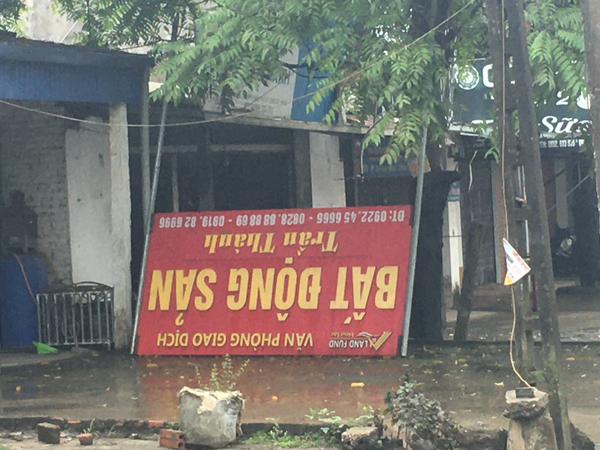 LAND FUND
VĂN PHÒNG GIAO DỊCH
BẤT ĐỘNG SẢN
Trần Thành
ĐT: 0922.45 6666 - 0828. 88 88 69 - 0919. 82 6996
Sữa